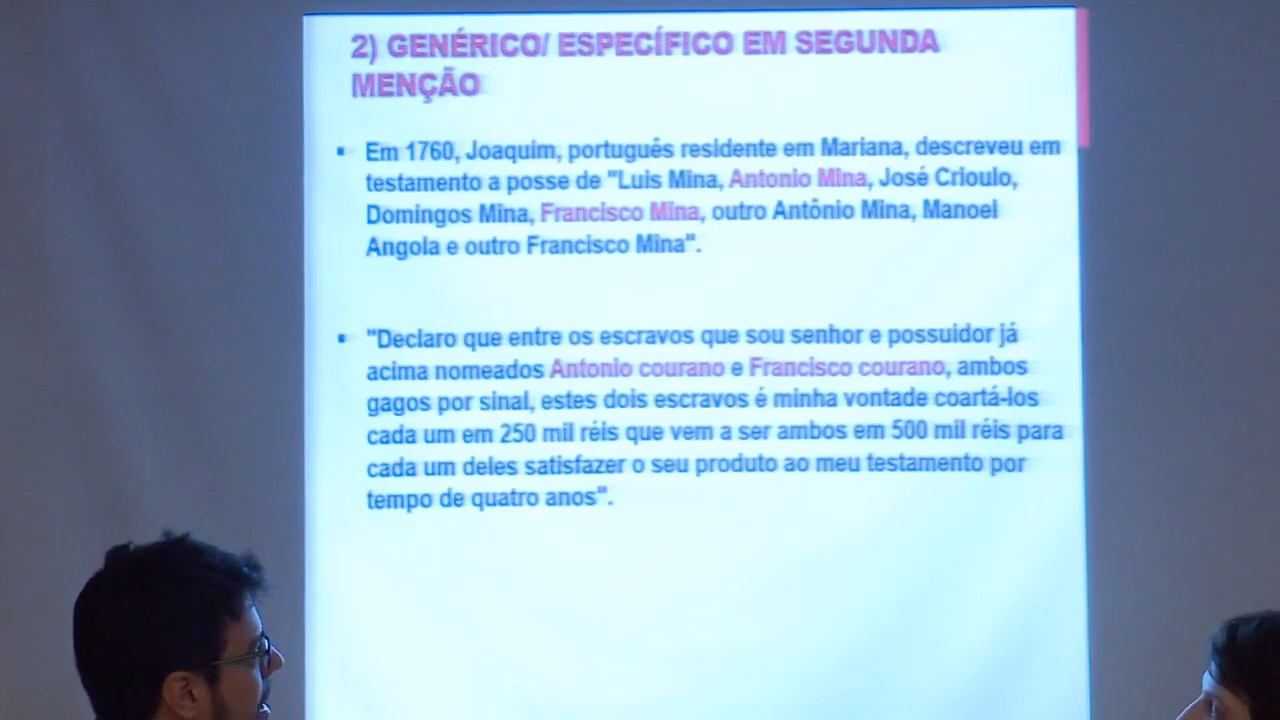 2) GENÉRICO/ ESPECÍFICO EM SEGUNDA
MENÇÃO
Em 1760, Joaquim, português residente em Mariana, descreveu em
testamento a posse de "Luis Mina, Antonio Mina, José Crioulo,
Domingos Mina, Francisco Mina, outro Antônio Mina, Manoel
Angola e outro Francisco Mina".
"Declaro que entre os escravos que sou senhor e possuidor já
acima nomeados Antonio courano e Francisco courano, ambos
gagos por sinal, estes dois escravos é minha vontade coartá-los
cada um em 250 mil réis que vem a ser ambos em 500 mil réis para
cada um deles satisfazer o seu produto ao meu testamento por
tempo de quatro anos".